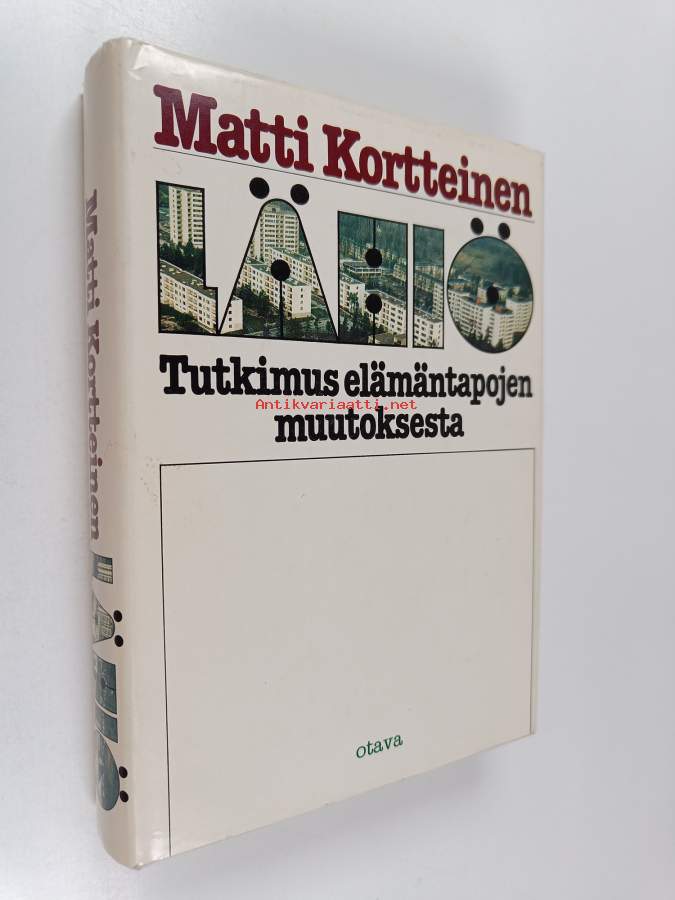 Matti Kortteinen
LÄHIÖ
Tutkimus elämäntapojen
Antikvariaatti.net
muutoksesta
otava
Matti Kortteinen
LÄHIÖ